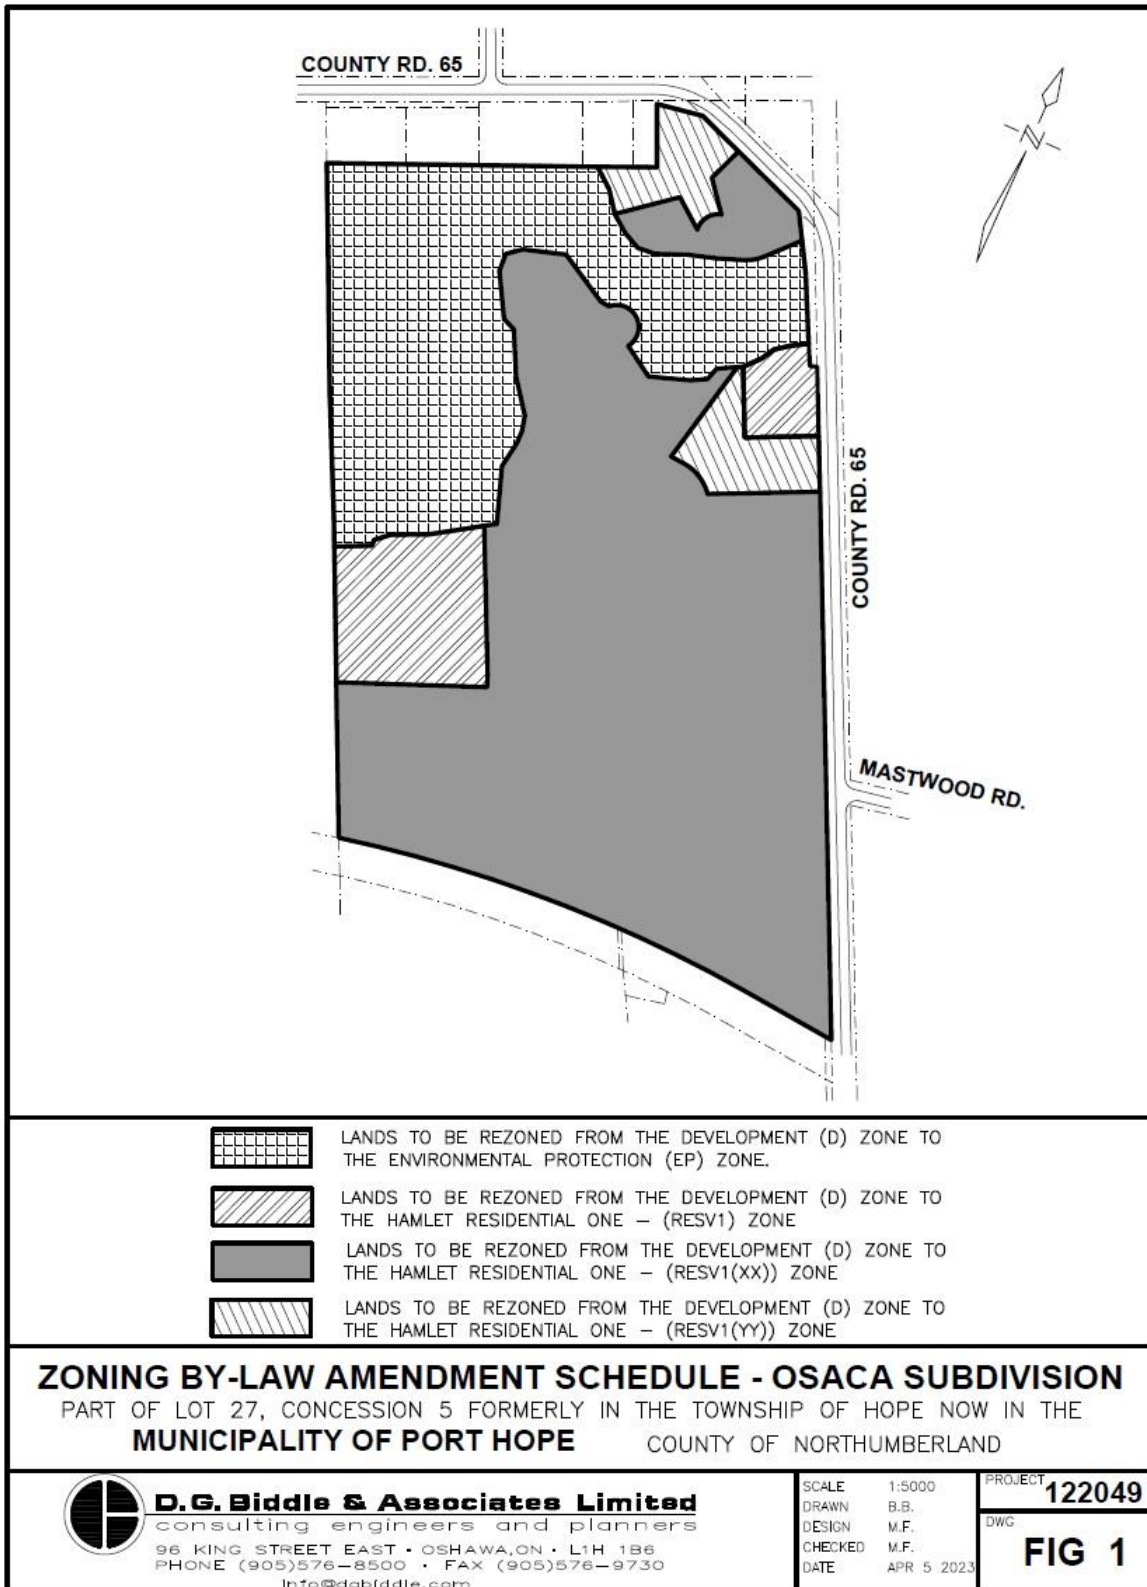 COUNTY RD. 65
N
COUNTY RD. 65
MASTWOOD RD.
LANDS TO BE REZONED FROM THE DEVELOPMENT (D) ZONE TO
THE ENVIRONMENTAL PROTECTION (EP) ZONE.
LANDS TO BE REZONED FROM THE DEVELOPMENT (D) ZONE TO
THE HAMLET RESIDENTIAL ONE – (RESV1) ZONE
LANDS TO BE REZONED FROM THE DEVELOPMENT (D) ZONE TO
THE HAMLET RESIDENTIAL ONE – (RESV1(XX)) ZONE
LANDS TO BE REZONED FROM THE DEVELOPMENT (D) ZONE TO
THE HAMLET RESIDENTIAL ONE – (RESV1(YY)) ZONE
ZONING BY-LAW AMENDMENT SCHEDULE - OSACA SUBDIVISION
PART OF LOT 27, CONCESSION 5 FORMERLY IN THE TOWNSHIP OF HOPE NOW IN THE
MUNICIPALITY OF PORT HOPE COUNTY OF NORTHUMBERLAND
D.G. Biddle & Associates Limited
consulting engineers and planners
96 KING STREET EAST • OSHAWA,ON • L1H 1B6
PHONE (905)576–8500 • FAX (905)576–9730
info@dgbiddle.com
SCALE 1:5000
DRAWN B.B.
DESIGN M.F.
CHECKED M.F.
DATE APR 5 2023
PROJECT 122049
DWG
FIG 1